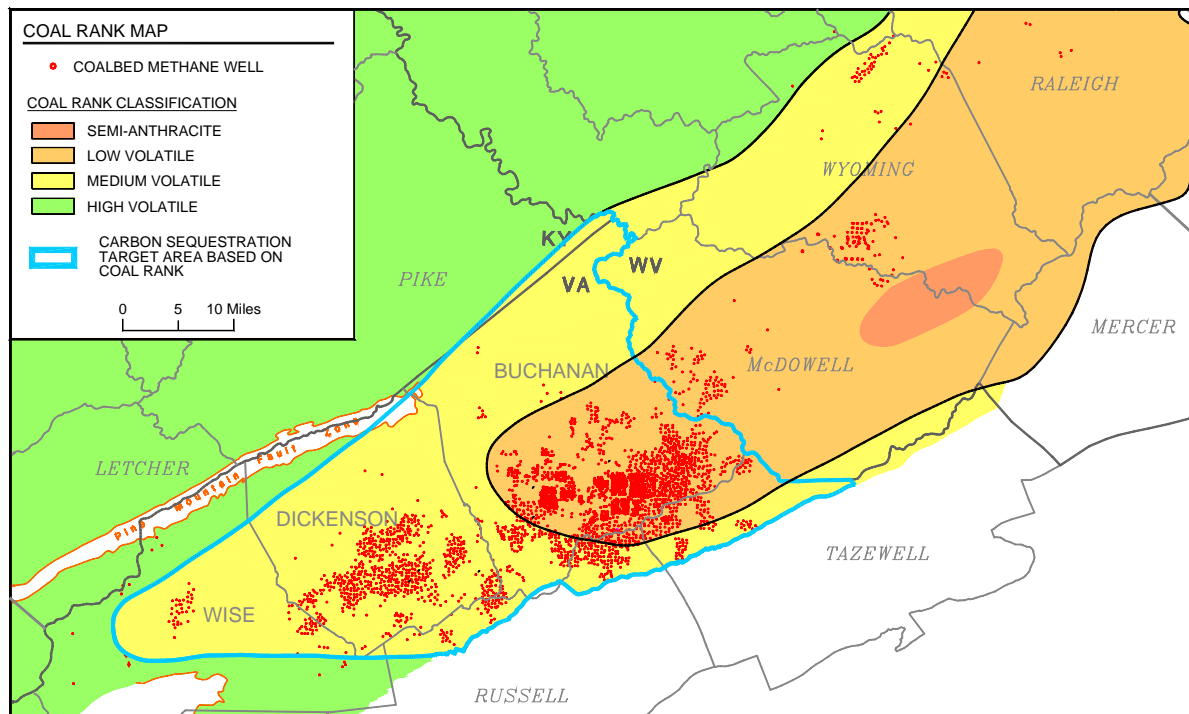 COAL RANK MAP
COALBED METHANE WELL
COAL RANK CLASSIFICATION
SEMI-ANTHRACITE
LOW VOLATILE
MEDIUM VOLATILE
HIGH VOLATILE
CARBON SEQUESTRATION
TARGET AREA BASED ON
COAL RANK
0 5 10 Miles
RALEIGH
WYOMING
KY
WV
VA
PIKE
MERCER
BUCHANAN
McDOWELL
LETCHER
Pine Mountain Fault Zone
DICKENSON
TAZEWELL
WISE
RUSSELL